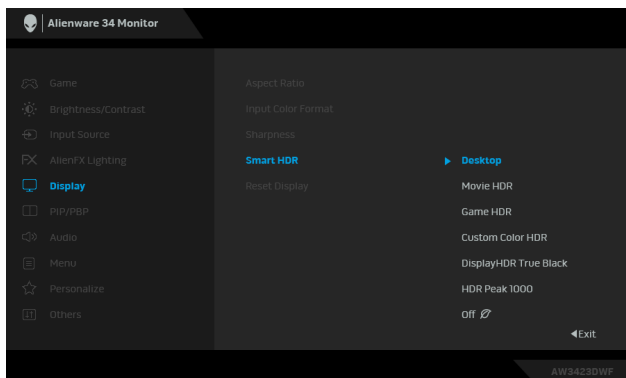 Alienware 34 Monitor
Game
Aspect Ratio
Brightness/Contrast
Input Color Format
Input Source
Sharpness
FX AlienFX Lighting
Smart HDR
Desktop
Display
Reset Display
Movie HDR
PIP/PBP
Game HDR
Audio
Custom Color HDR
Menu
DisplayHDR True Black
Personalize
HDR Peak 1000
Others
Off
Exit
AW3423DWF